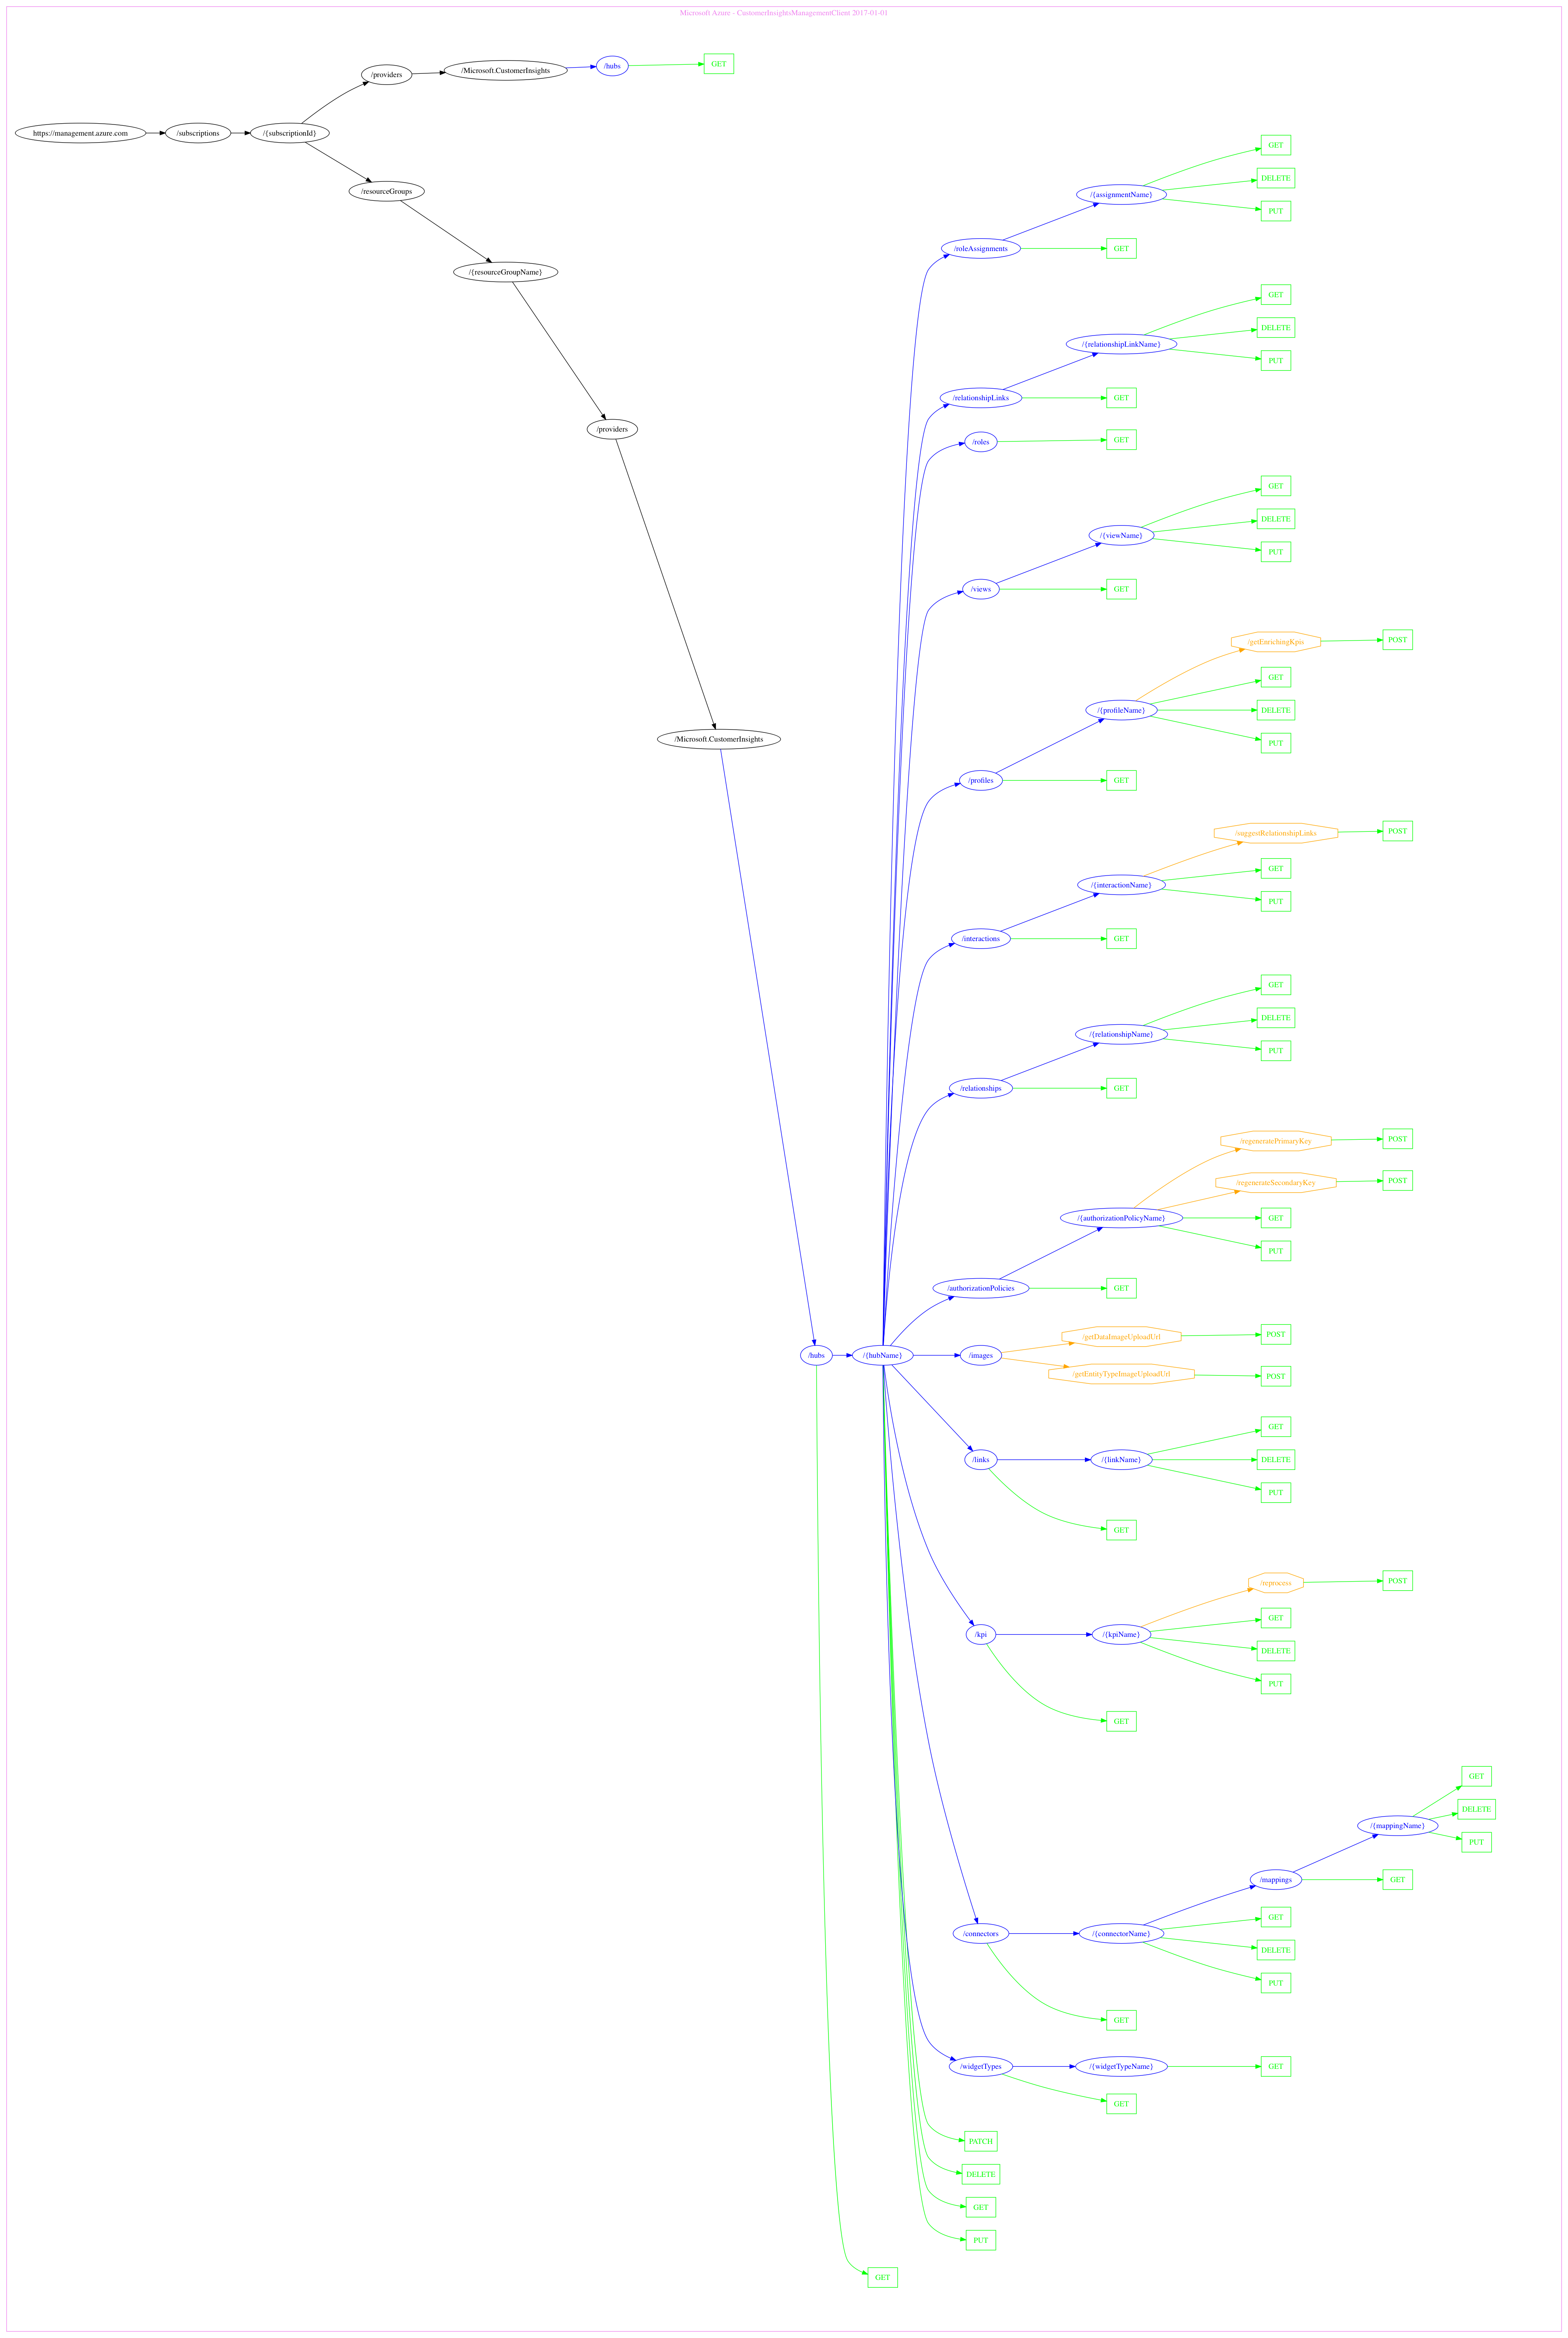 Microsoft Azure - CustomerInsightsManagementClient 2017-01-01
https://management.azure.com
/subscriptions
/{subscriptionId}
/providers
/Microsoft.CustomerInsights
/hubs
GET
/resourceGroups
/{resourceGroupName}
/providers
/Microsoft.CustomerInsights
/hubs
/{hubName}
/roleAssignments
/{assignmentName}
GET
DELETE
PUT
GET
/relationshipLinks
/{relationshipLinkName}
GET
DELETE
PUT
GET
/roles
GET
/views
/{viewName}
GET
DELETE
PUT
GET
/profiles
/{profileName}
/getEnrichingKpis
POST
GET
DELETE
PUT
GET
/interactions
/{interactionName}
/suggestRelationshipLinks
POST
GET
PUT
GET
/relationships
/{relationshipName}
GET
DELETE
PUT
GET
/authorizationPolicies
/{authorizationPolicyName}
/regeneratePrimaryKey
POST
/regenerateSecondaryKey
POST
GET
PUT
GET
/images
/getDataImageUploadUrl
POST
/getEntityTypeImageUploadUrl
POST
/links
/{linkName}
GET
DELETE
PUT
GET
/kpi
/{kpiName}
/reprocess
POST
GET
DELETE
PUT
GET
/connectors
/{connectorName}
/mappings
/{mappingName}
GET
DELETE
PUT
GET
GET
DELETE
PUT
GET
/widgetTypes
/{widgetTypeName}
GET
GET
PATCH
DELETE
GET
PUT
GET